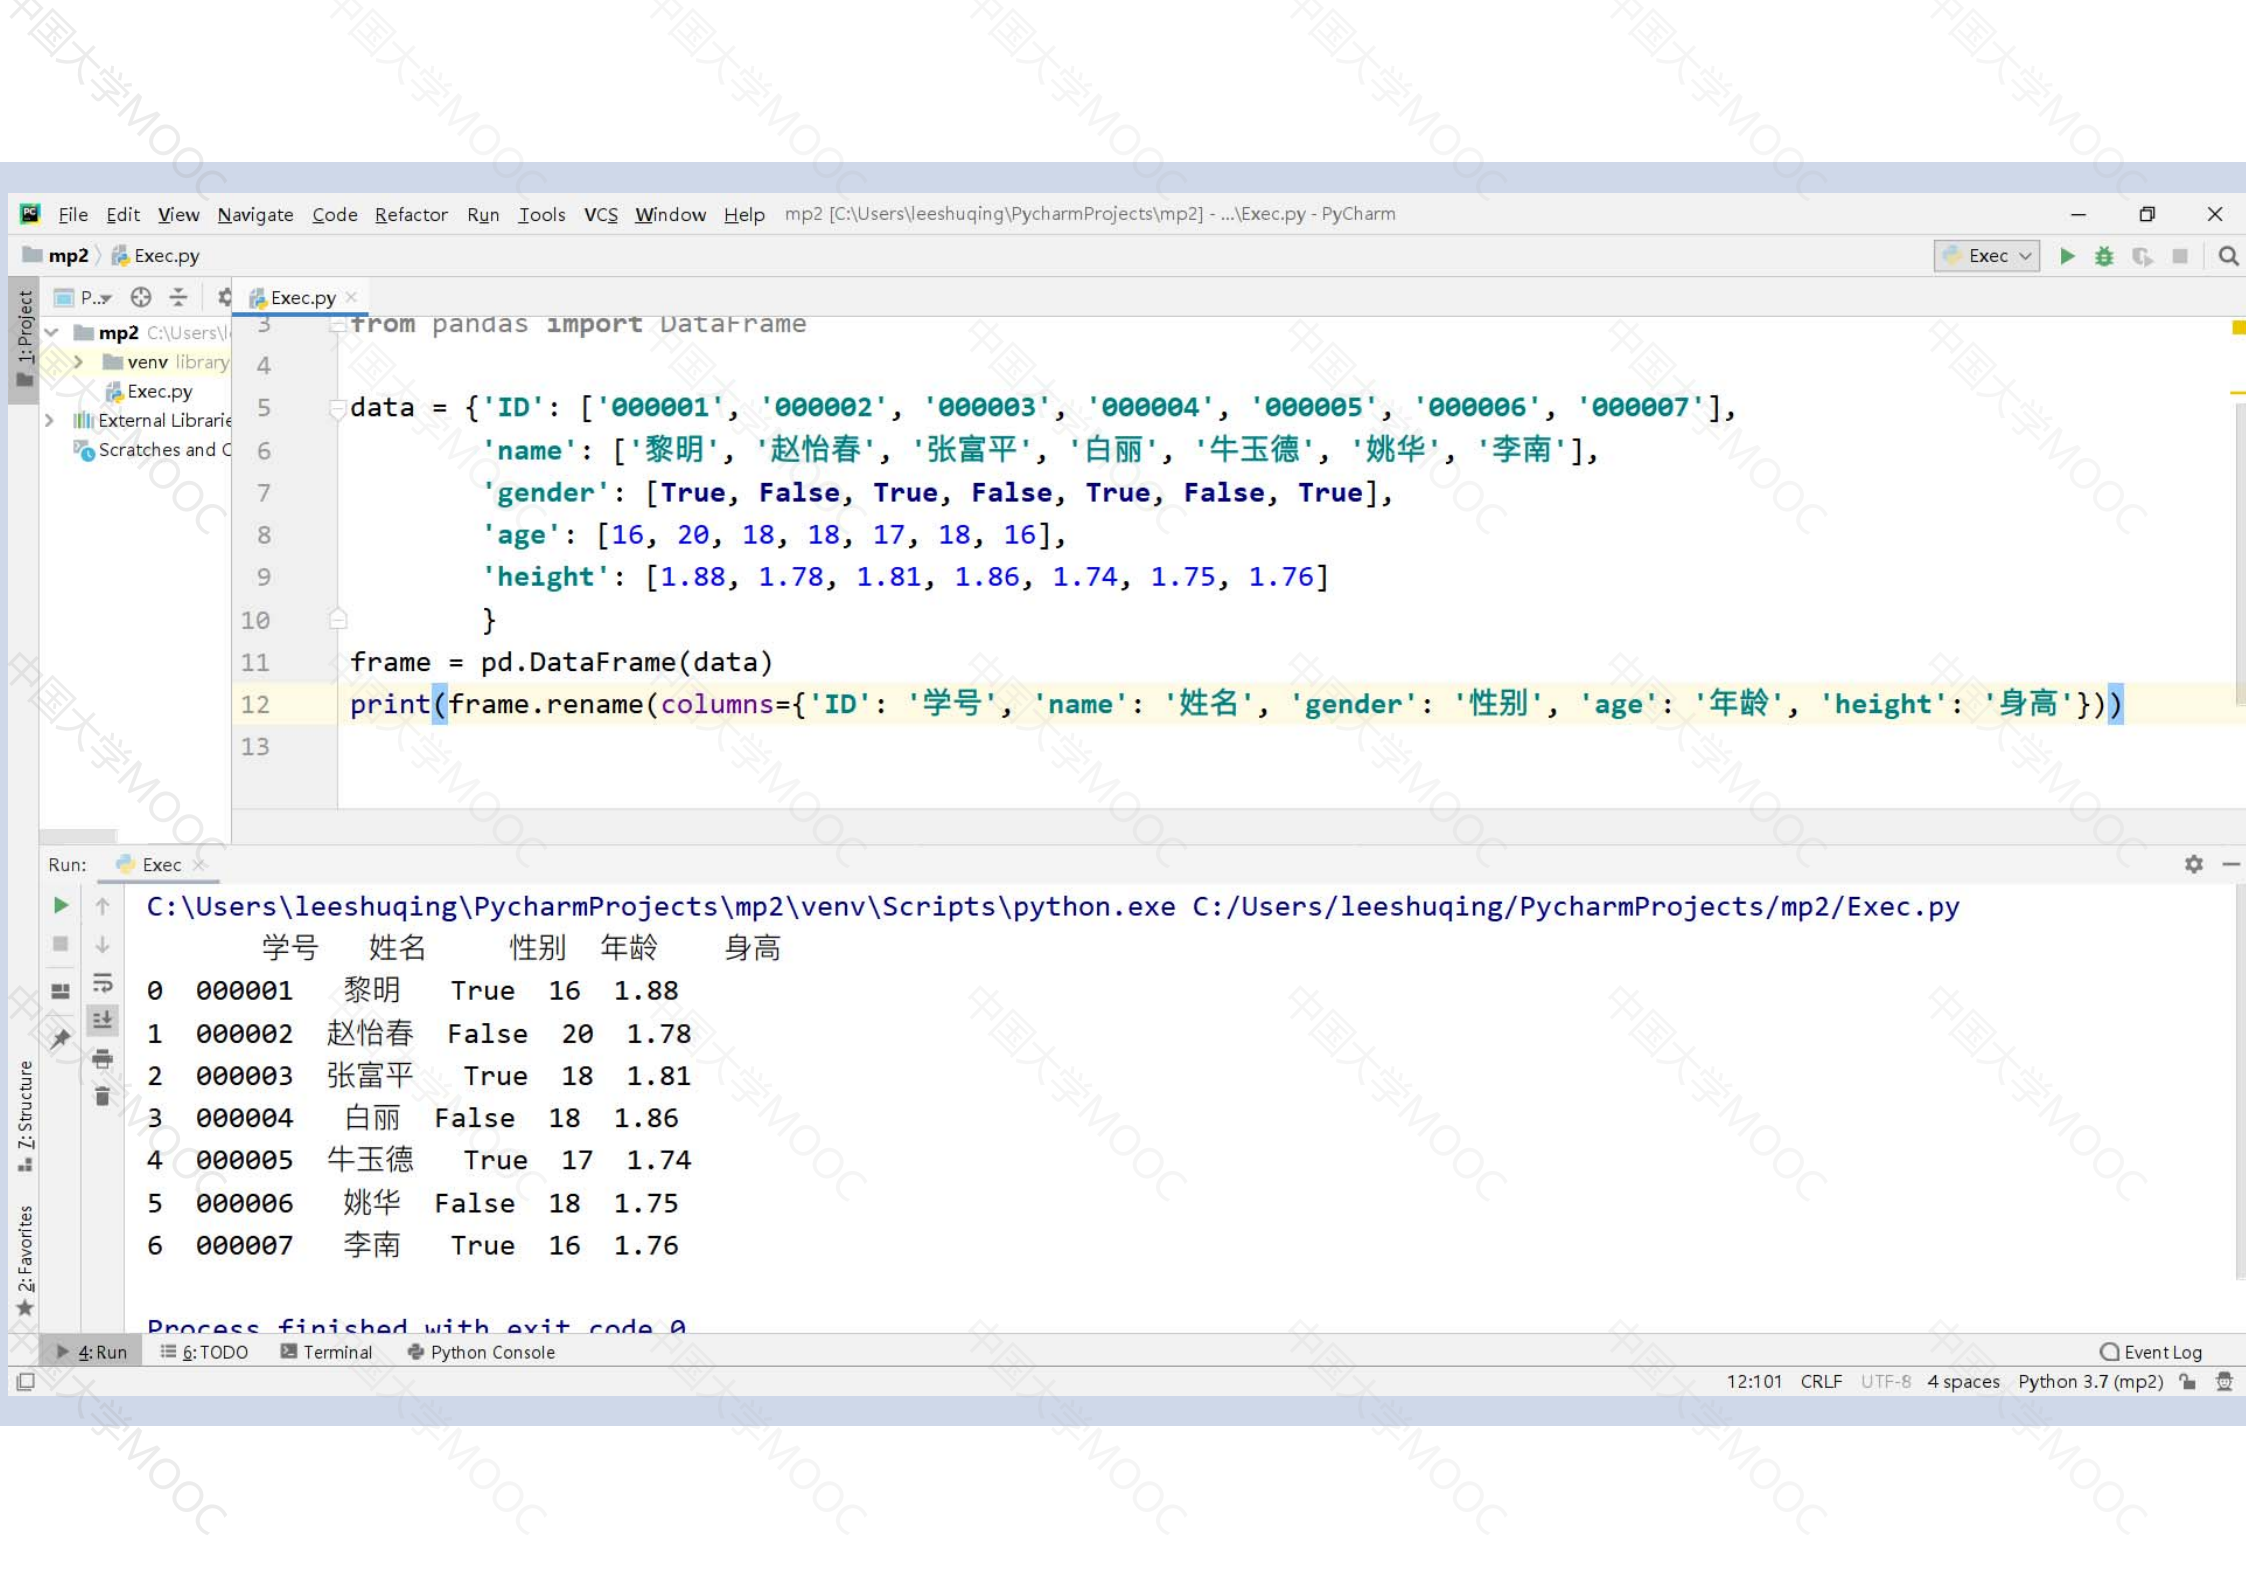 File Edit View Navigate Code Refactor Run Tools VCS Window Help mp2 [C:\Users\leeshuqing\PycharmProjects\mp2] - ...\Exec.py - PyCharm
mp2 Exec.py
Exec
P.. Exec.py
1: Project
mp2 C:\Users\l
venv library
Exec.py
External Librarie
Scratches and C
3 from pandas import DataFrame
4
5 data = {'ID': ['000001', '000002', '000003', '000004', '000005', '000006', '000007'],
6 'name': ['黎明', '赵怡春', '张富平', '白丽', '牛玉德', '姚华', '李南'],
7 'gender': [True, False, True, False, True, False, True],
8 'age': [16, 20, 18, 18, 17, 18, 16],
9 'height': [1.88, 1.78, 1.81, 1.86, 1.74, 1.75, 1.76]
10 }
11 frame = pd.DataFrame(data)
12 print(frame.rename(columns={'ID': '学号', 'name': '姓名', 'gender': '性别', 'age': '年龄', 'height': '身高'}))
13
Run: Exec
C:\Users\leeshuqing\PycharmProjects\mp2\venv\Scripts\python.exe C:/Users/leeshuqing/PycharmProjects/mp2/Exec.py
学号 姓名 性别 年龄 身高
0 000001 黎明 True 16 1.88
1 000002 赵怡春 False 20 1.78
2 000003 张富平 True 18 1.81
3 000004 白丽 False 18 1.86
4 000005 牛玉德 True 17 1.74
5 000006 姚华 False 18 1.75
6 000007 李南 True 16 1.76
Process finished with exit code 0
Z: Structure
2: Favorites
4: Run 6: TODO Terminal Python Console Event Log
12:101 CRLF UTF-8 4 spaces Python 3.7 (mp2)
中国大学MOOC